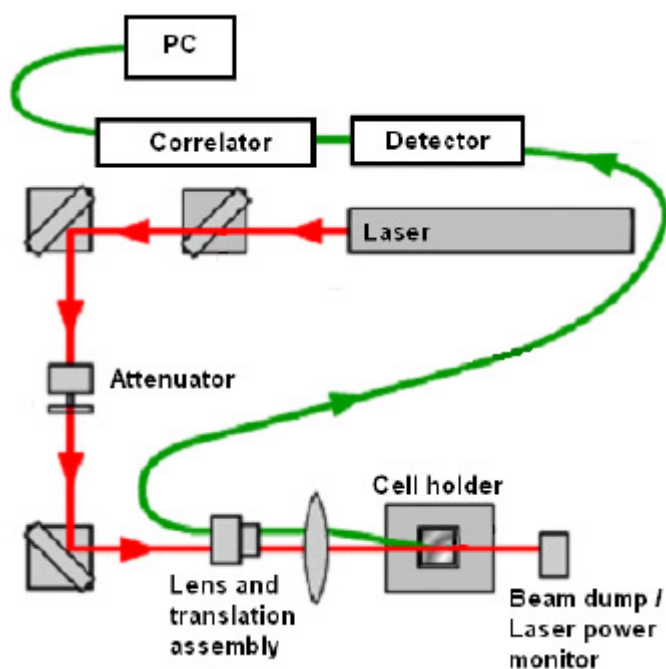 PC
Correlator
Detector
Laser
Attenuator
Cell holder
Lens and
translation
assembly
Beam dump /
Laser power
monitor